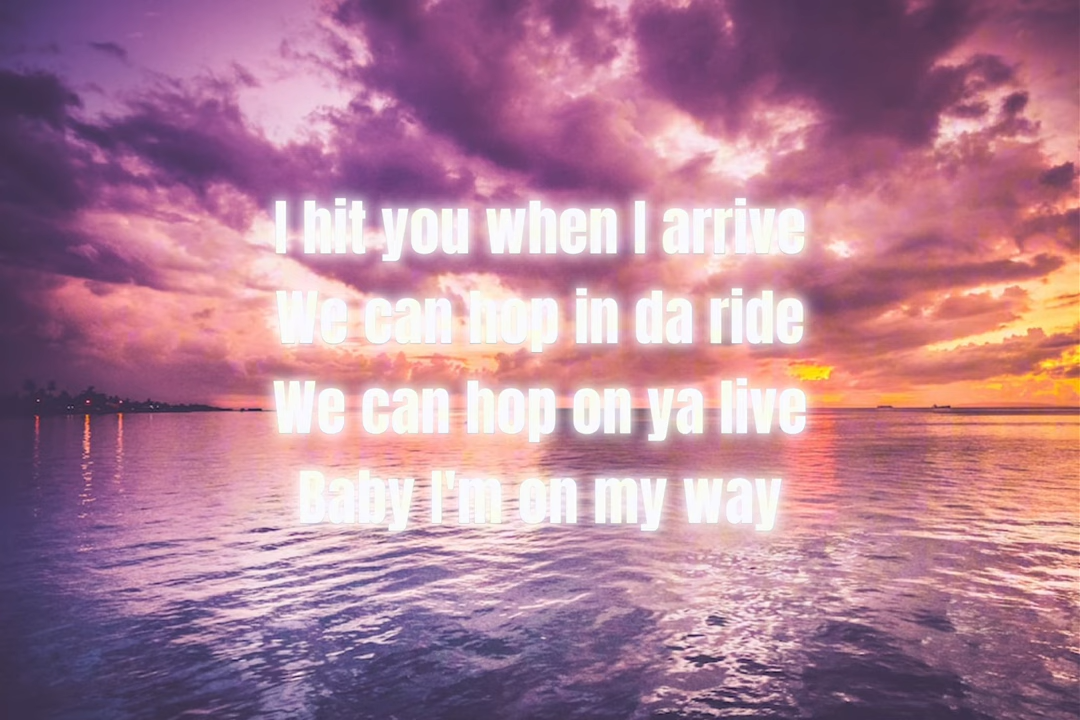 I hit you when I arrive
We can hop in da ride
We can hop on ya live
Baby I'm on my way